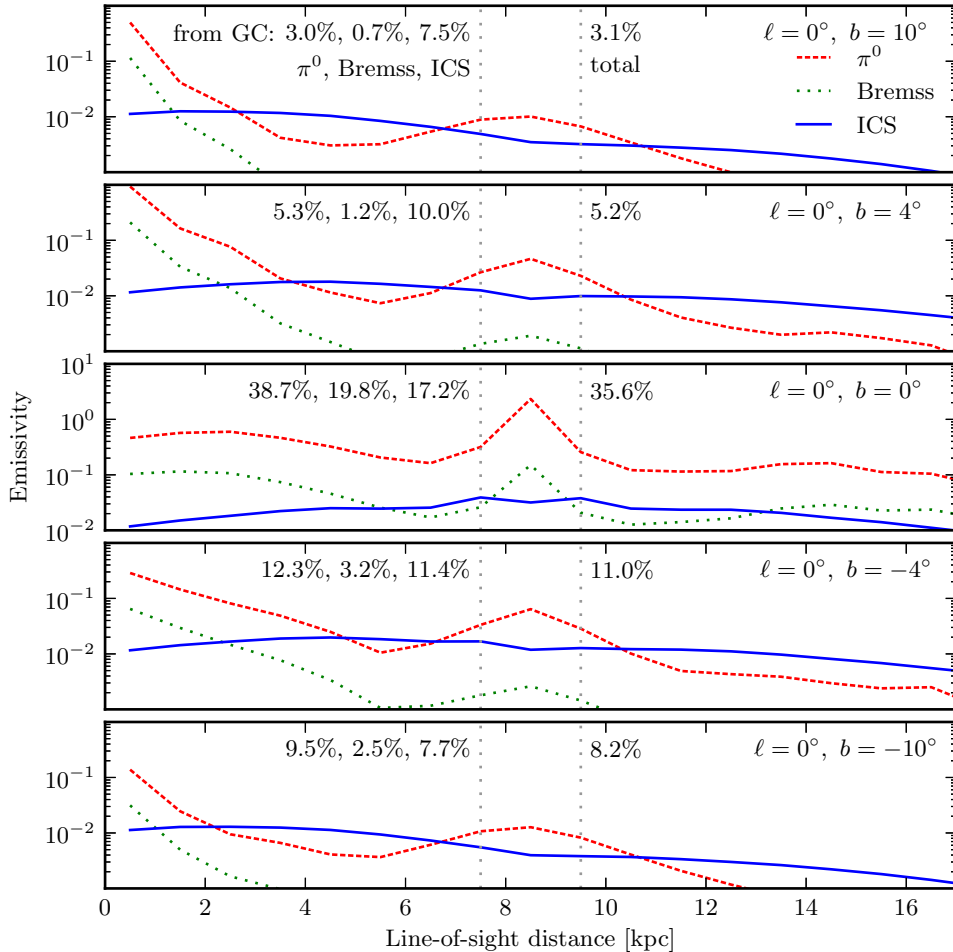 from GC: 3.0%, 0.7%, 7.5% 3.1% ℓ = 0°, b = 10°
π⁰, Bremss, ICS total π⁰
Bremss
ICS
10⁻¹
10⁻²
5.3%, 1.2%, 10.0% 5.2% ℓ = 0°, b = 4°
10⁻¹
10⁻²
10¹
38.7%, 19.8%, 17.2% 35.6% ℓ = 0°, b = 0°
10⁰
10⁻¹
10⁻²
Emissivity
12.3%, 3.2%, 11.4% 11.0% ℓ = 0°, b = −4°
10⁻¹
10⁻²
9.5%, 2.5%, 7.7% 8.2% ℓ = 0°, b = −10°
10⁻¹
10⁻²
0 2 4 6 8 10 12 14 16
Line-of-sight distance [kpc]